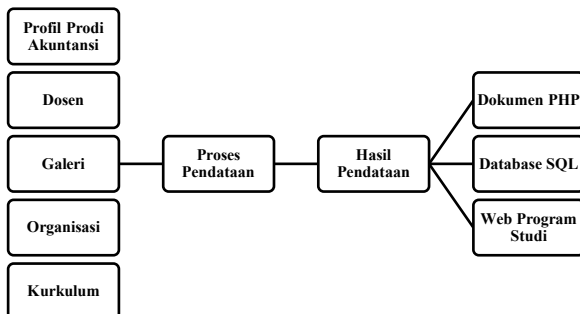 Profil Prodi
Akuntansi
Dosen
Galeri
Organisasi
Kurkulum
Proses
Pendataan
Hasil
Pendataan
Dokumen PHP
Database SQL
Web Program
Studi